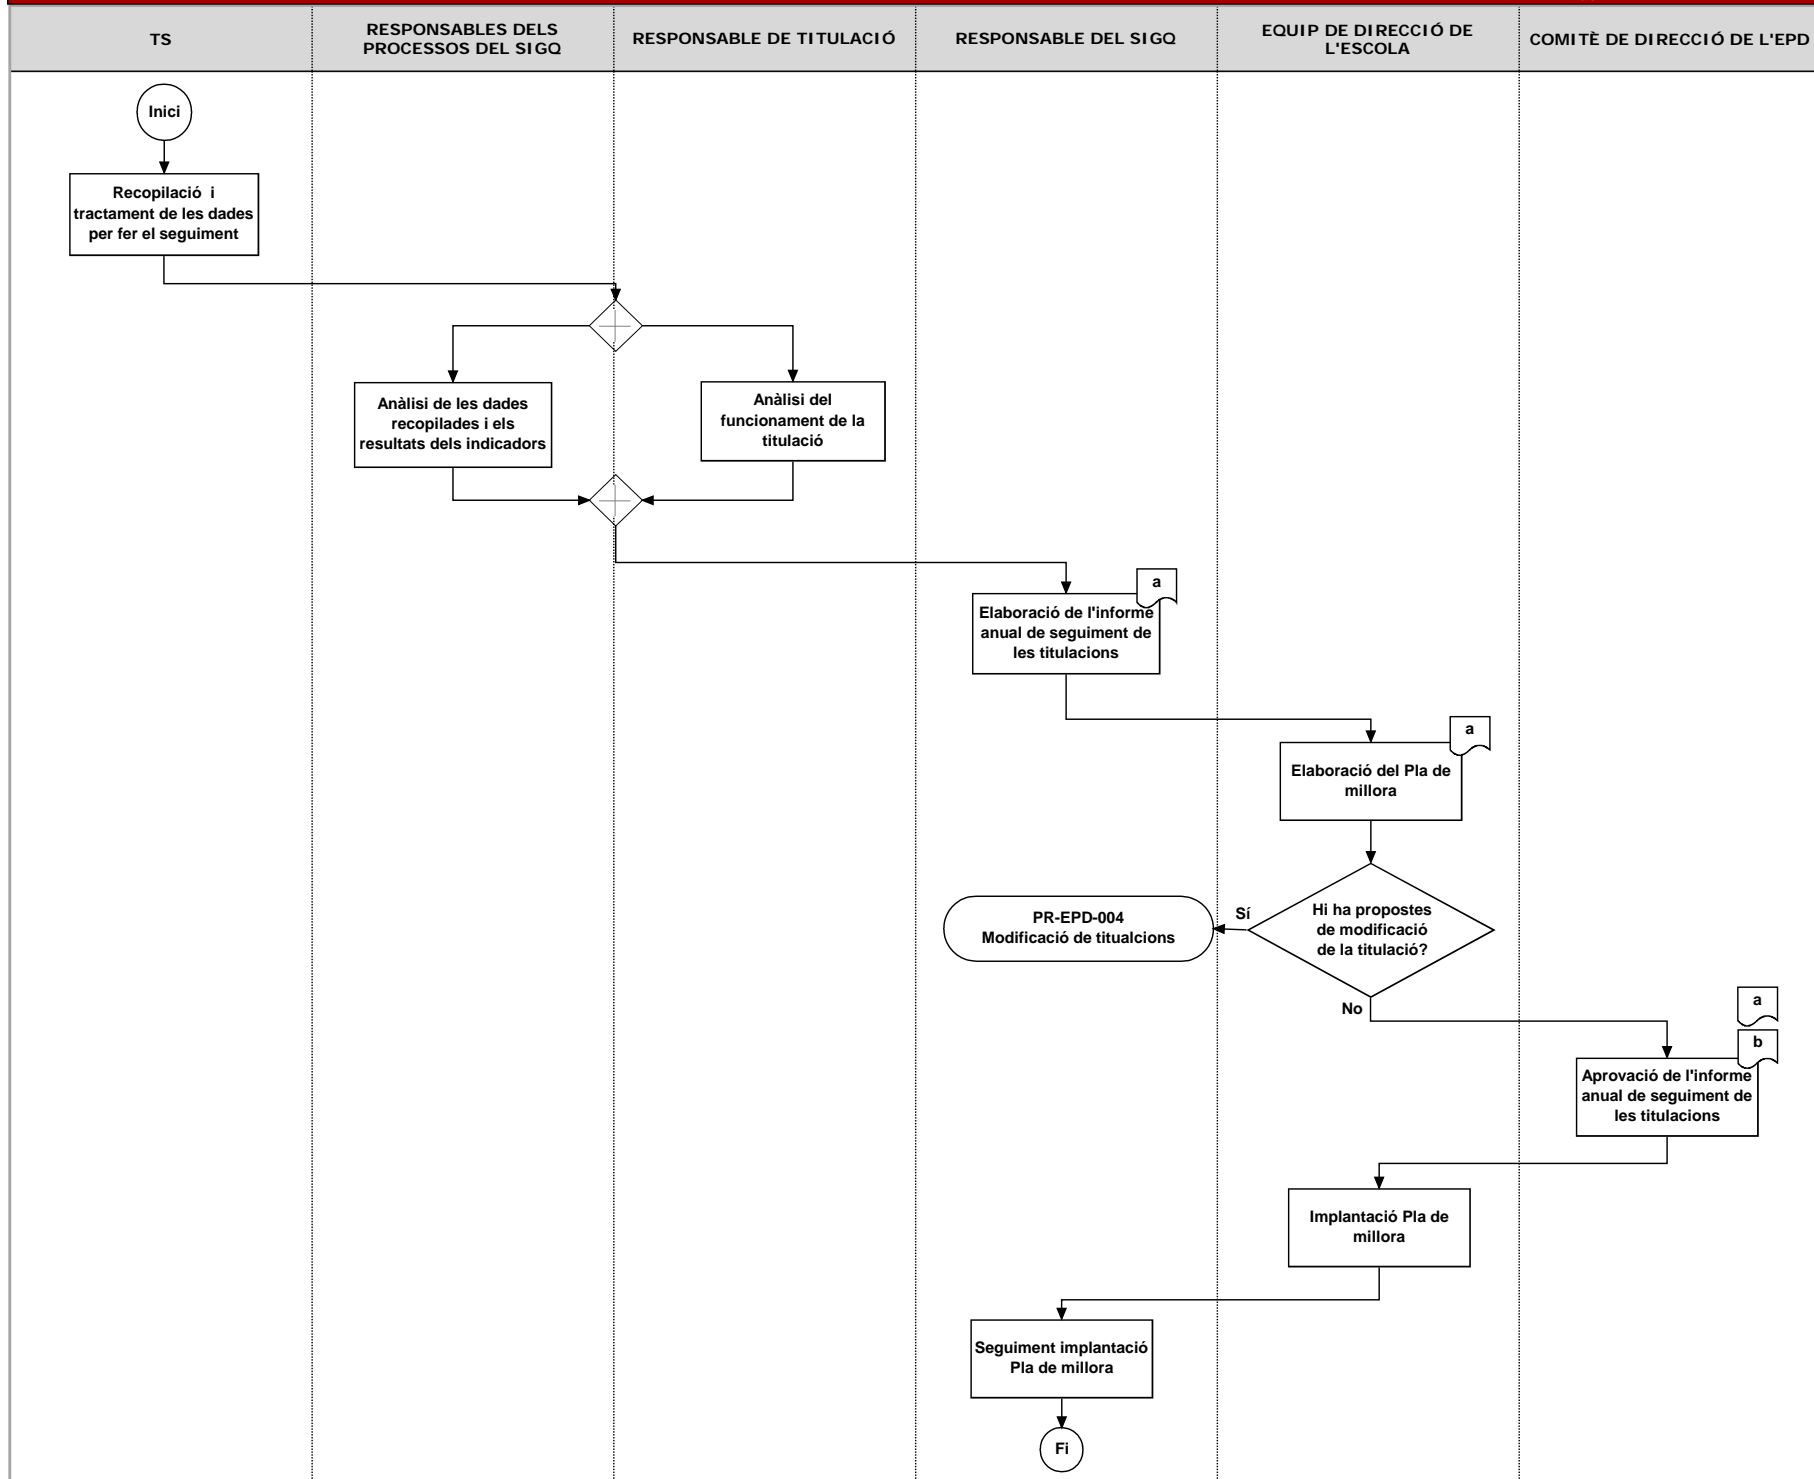 TS
RESPONSABLES DELS
PROCESSOS DEL SIGQ
RESPONSABLE DE TITULACIÓ
RESPONSABLE DEL SIGQ
EQUIP DE DIRECCIÓ DE
L'ESCOLA
COMITÈ DE DIRECCIÓ DE L'EPD
Inici
Recopilació i
tractament de les dades
per fer el seguiment
Anàlisi de les dades
recopilades i els
resultats dels indicadors
Anàlisi del
funcionament de la
titulació
a
Elaboració de l'informe
anual de seguiment de
les titulacions
a
Elaboració del Pla de
millora
Hi ha propostes
de modificació
de la titulació?
Sí
PR-EPD-004
Modificació de titualcions
No
a
b
Aprovació de l'informe
anual de seguiment de
les titulacions
Implantació Pla de
millora
Seguiment implantació
Pla de millora
Fi